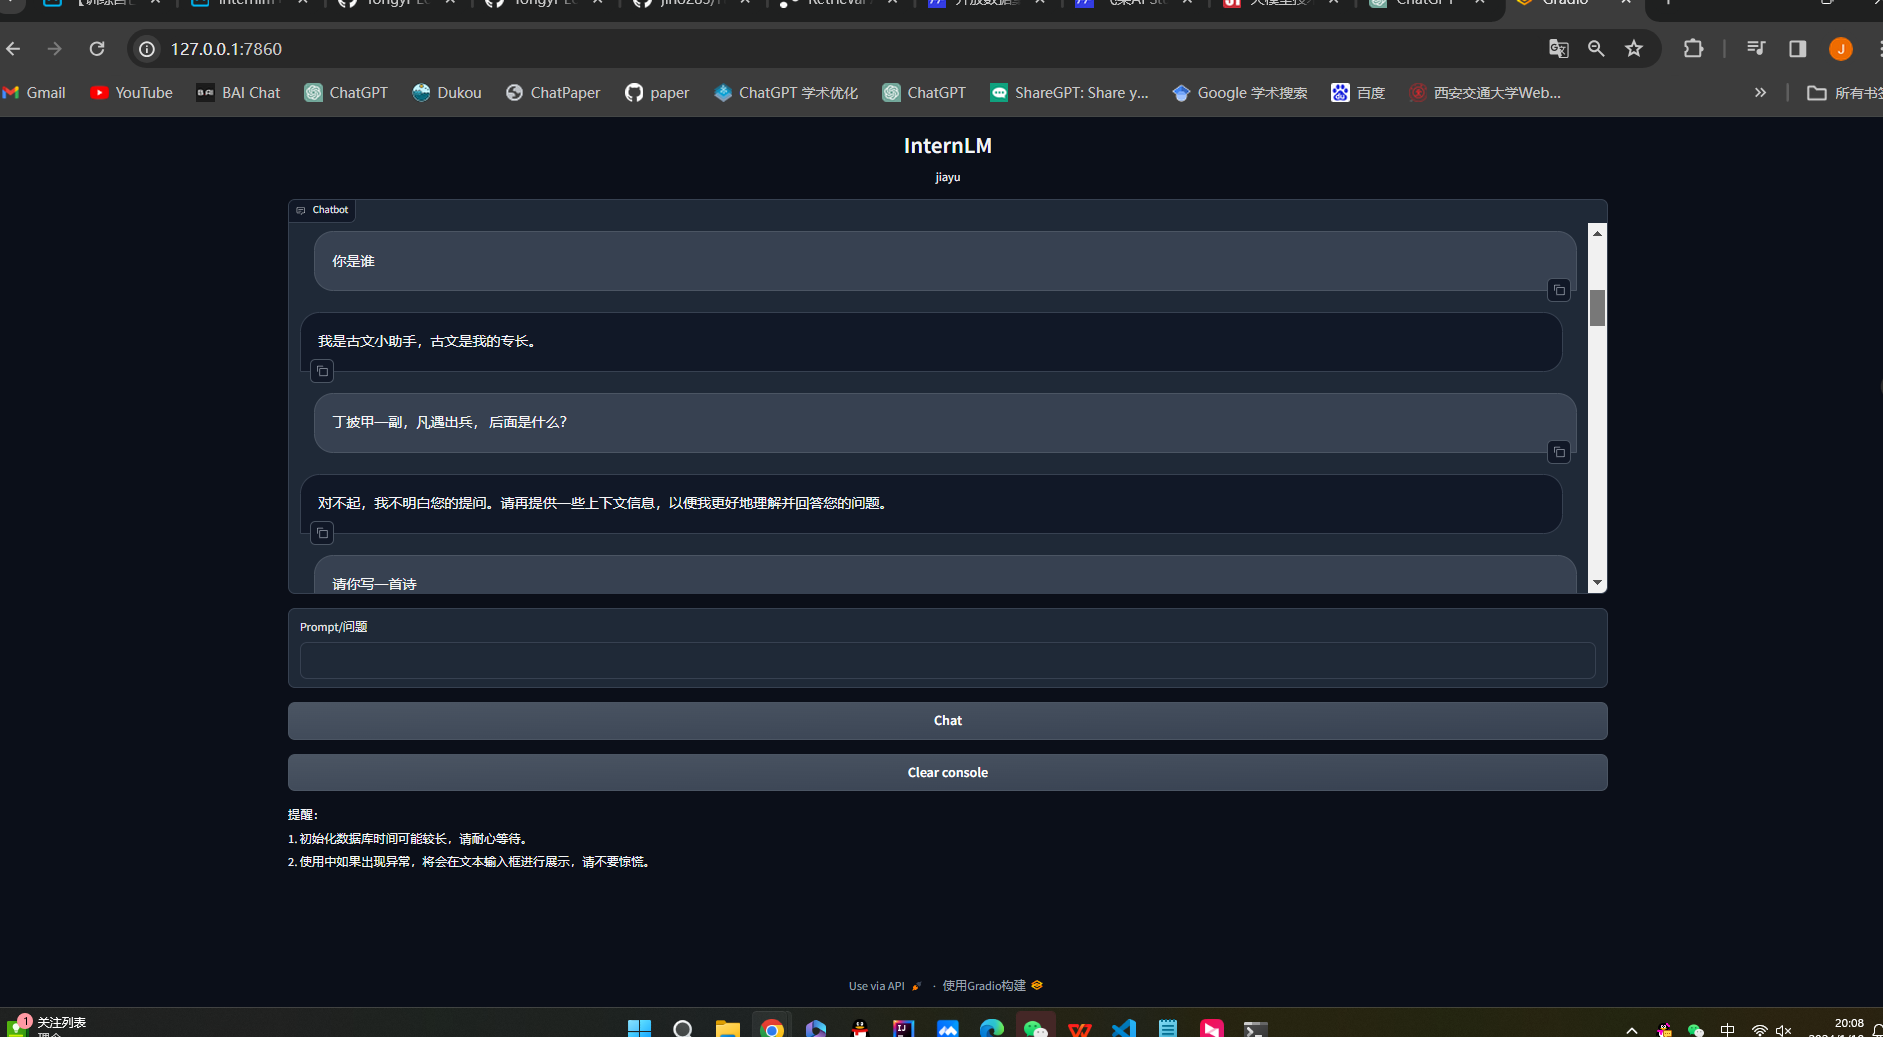 Gradio
127.0.0.1:7860
Gmail
YouTube
BAI Chat
ChatGPT
Dukou
ChatPaper
paper
ChatGPT 学术优化
ChatGPT
ShareGPT: Share y...
Google 学术搜索
百度
西安交通大学Web...
所有书签
InternLM
jiayu
Chatbot
你是谁
我是古文小助手，古文是我的专长。
丁披甲一副，凡遇出兵， 后面是什么？
对不起，我不明白您的提问。请再提供一些上下文信息，以便我更好地理解并回答您的问题。
请你写一首诗
Prompt/问题
Chat
Clear console
提醒：
1. 初始化数据库时间可能较长，请耐心等待。
2. 使用中如果出现异常，将会在文本输入框进行展示，请不要惊慌。
Use via API · 使用Gradio构建
1 关注列表
中
20:08